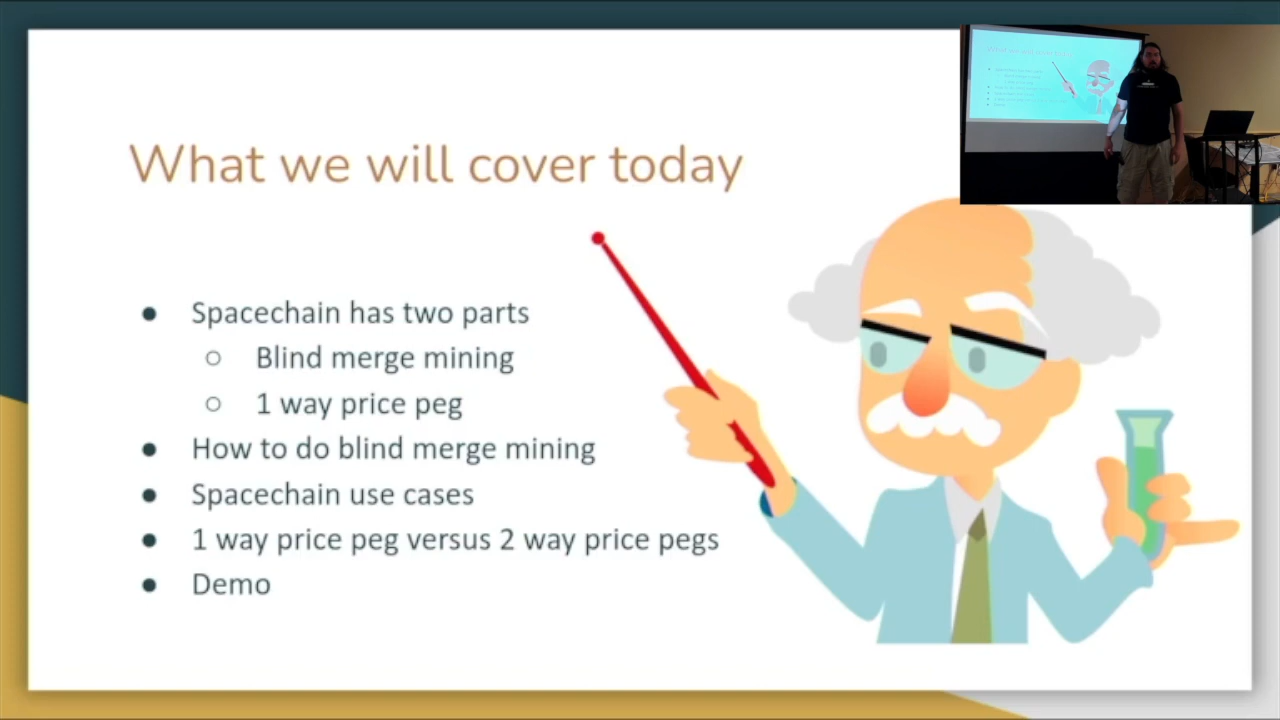 What we will cover today
● Spacechain has two parts
○ Blind merge mining
○ 1 way price peg
● How to do blind merge mining
● Spacechain use cases
● 1 way price peg versus 2 way price pegs
● Demo